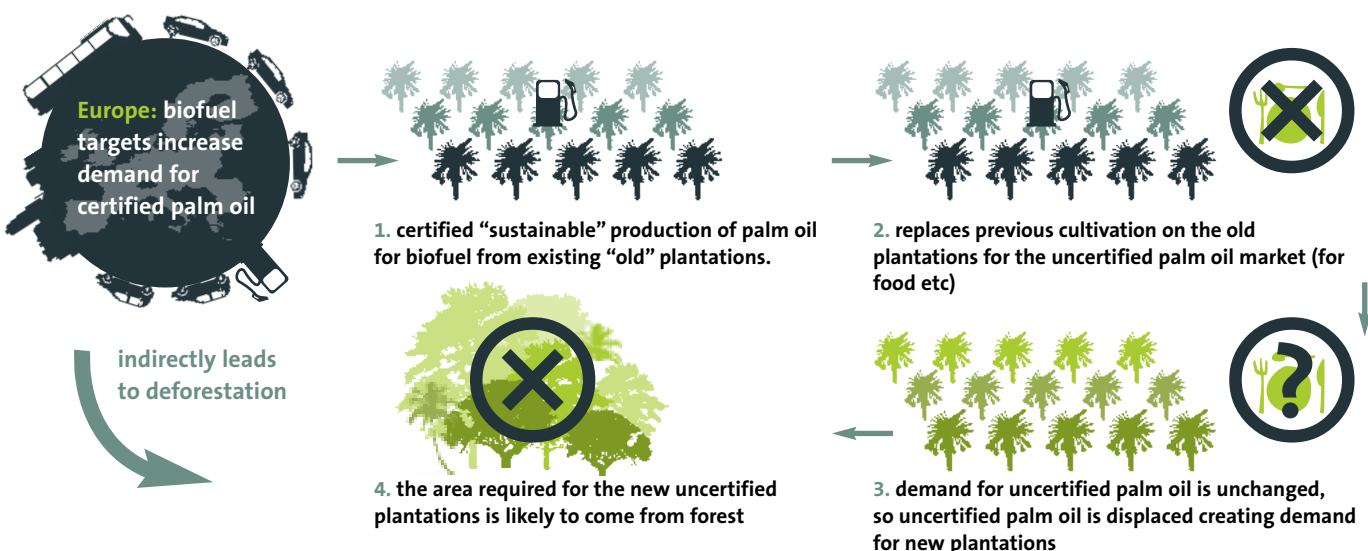 Europe: biofuel
targets increase
demand for
certified palm oil
1. certified “sustainable” production of palm oil
for biofuel from existing “old” plantations.
2. replaces previous cultivation on the old
plantations for the uncertified palm oil market (for
food etc)
3. demand for uncertified palm oil is unchanged,
so uncertified palm oil is displaced creating demand
for new plantations
4. the area required for the new uncertified
plantations is likely to come from forest
indirectly leads
to deforestation